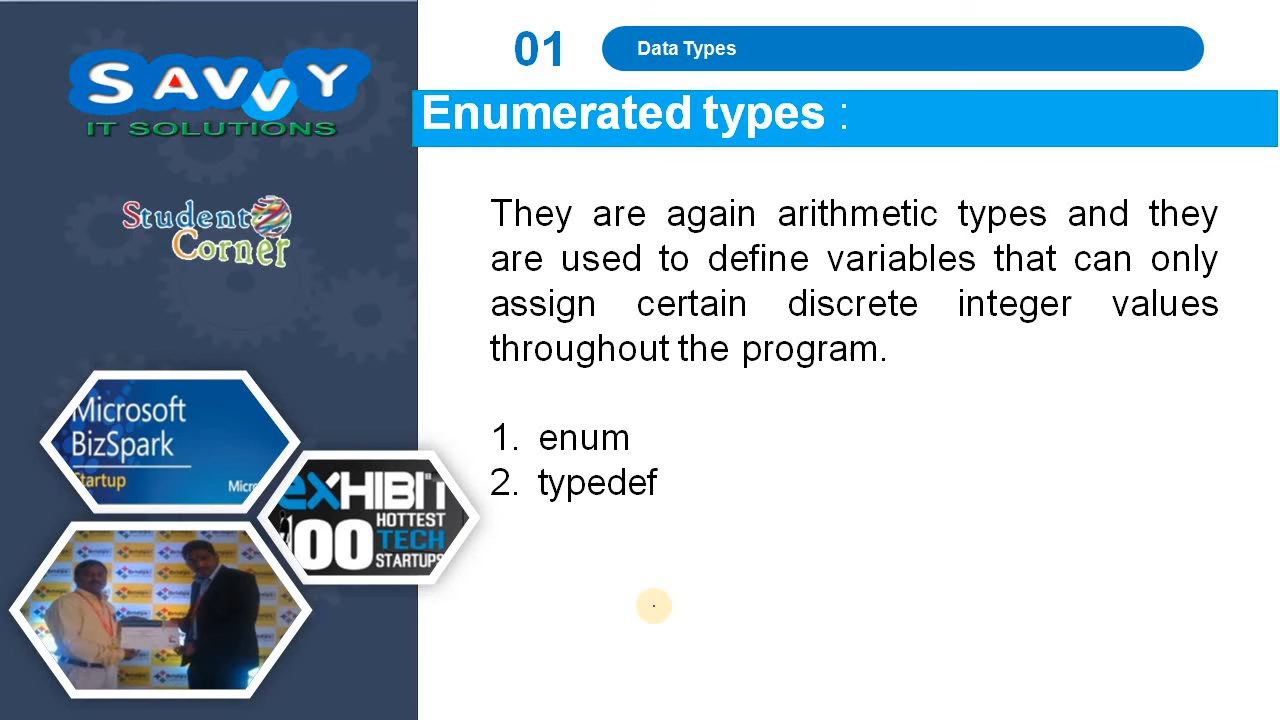 SAVVY
IT SOLUTIONS
Student
Corner
01
Data Types
Enumerated types :
They are again arithmetic types and they
are used to define variables that can only
assign certain discrete integer values
throughout the program.
1. enum
2. typedef
Microsoft
BizSpark
Startup
Micro
EXHIBIT
100
HOTTEST
TECH
STARTUPS